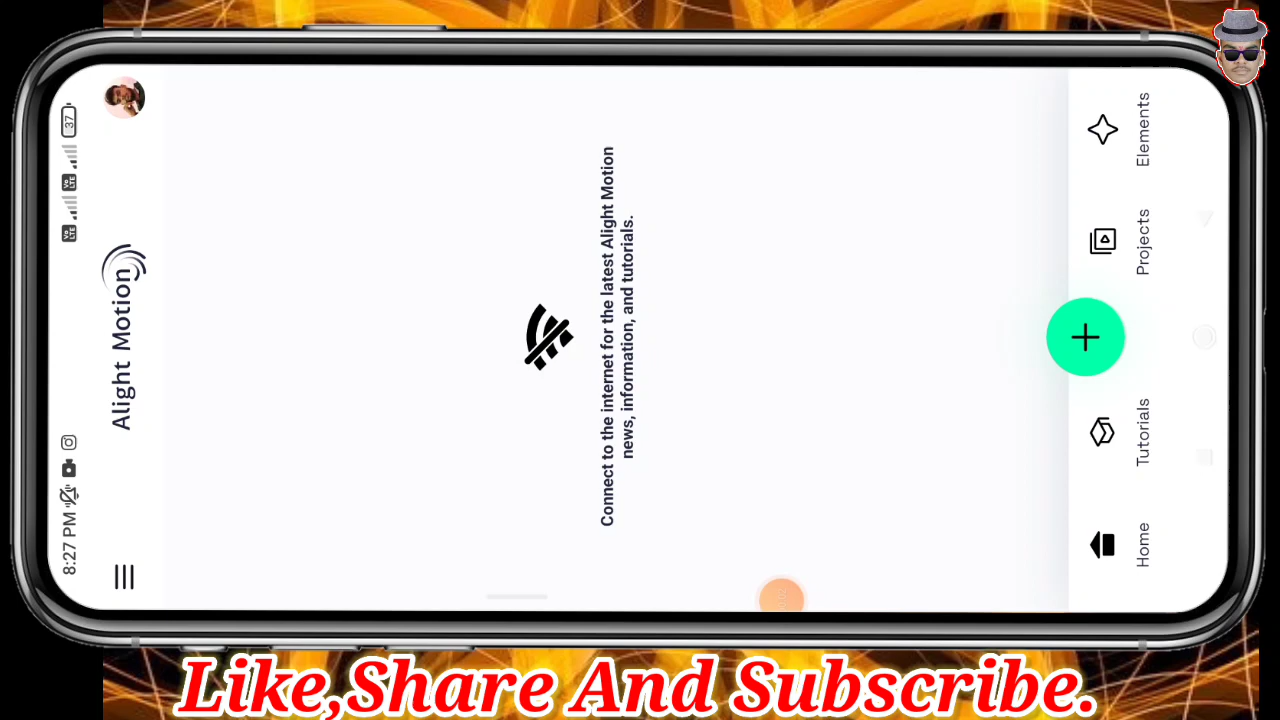 8:27 PM
37
Alight Motion
Connect to the internet for the latest Alight Motion
news, information, and tutorials.
Home
Tutorials
Projects
Elements
Like,Share And Subscribe.